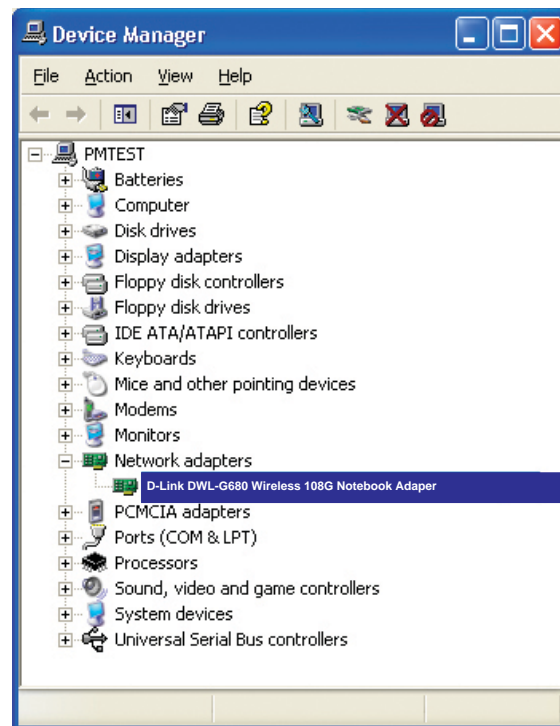 Device Manager
File Action View Help
PMTEST
Batteries
Computer
Disk drives
Display adapters
Floppy disk controllers
Floppy disk drives
IDE ATA/ATAPI controllers
Keyboards
Mice and other pointing devices
Modems
Monitors
Network adapters
D-Link DWL-G680 Wireless 108G Notebook Adaper
PCMCIA adapters
Ports (COM & LPT)
Processors
Sound, video and game controllers
System devices
Universal Serial Bus controllers